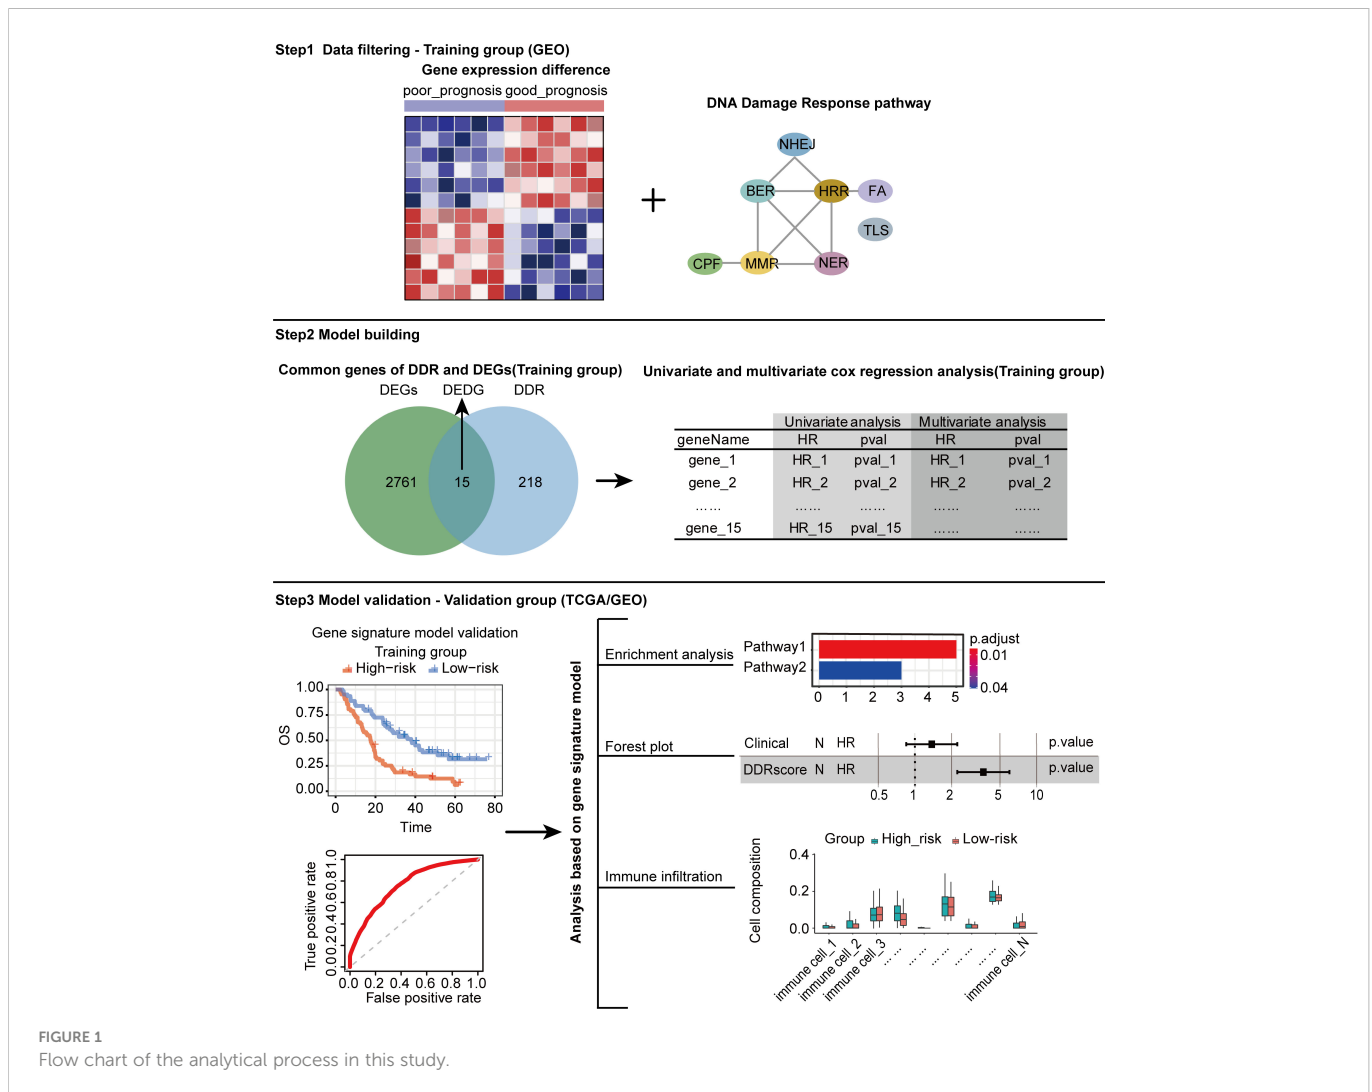 Step1  Data filtering - Training group (GEO)
Gene expression difference
poor_prognosis good_prognosis
DNA Damage Response pathway
NHEJ
BER
HRR
FA
TLS
CPF
MMR
NER
+
Step2 Model building
Common genes of DDR and DEGs(Training group)
DEGs DEDG DDR
2761 15 218
Univariate and multivariate cox regression analysis(Training group)
Univariate analysis Multivariate analysis
geneName HR pval HR pval
gene_1 HR_1 pval_1 HR_1 pval_1
gene_2 HR_2 pval_2 HR_2 pval_2
...... ...... ...... ...... ......
gene_15 HR_15 pval_15 ...... ......
Step3 Model validation - Validation group (TCGA/GEO)
Gene signature model validation
Training group
High-risk Low-risk
OS
1.00
0.75
0.50
0.25
0.00
0 20 40 60 80
Time
True positive rate
0.0 0.2 0.4 0.6 0.8 1.0
0.0 0.2 0.4 0.6 0.8 1.0
False positive rate
Analysis based on gene signature model
Enrichment analysis
Pathway1
Pathway2
0 1 2 3 4 5
p.adjust
0.01
0.04
Forest plot
Clinical N HR p.value
DDRscore N HR p.value
0.5 1 2 5 10
Immune infiltration
Group High_risk Low-risk
Cell composition
0.4
0.2
0.0
immune cell_1
immune cell_2
immune cell_3
......
......
......
......
......
immune cell_N
FIGURE 1
Flow chart of the analytical process in this study.